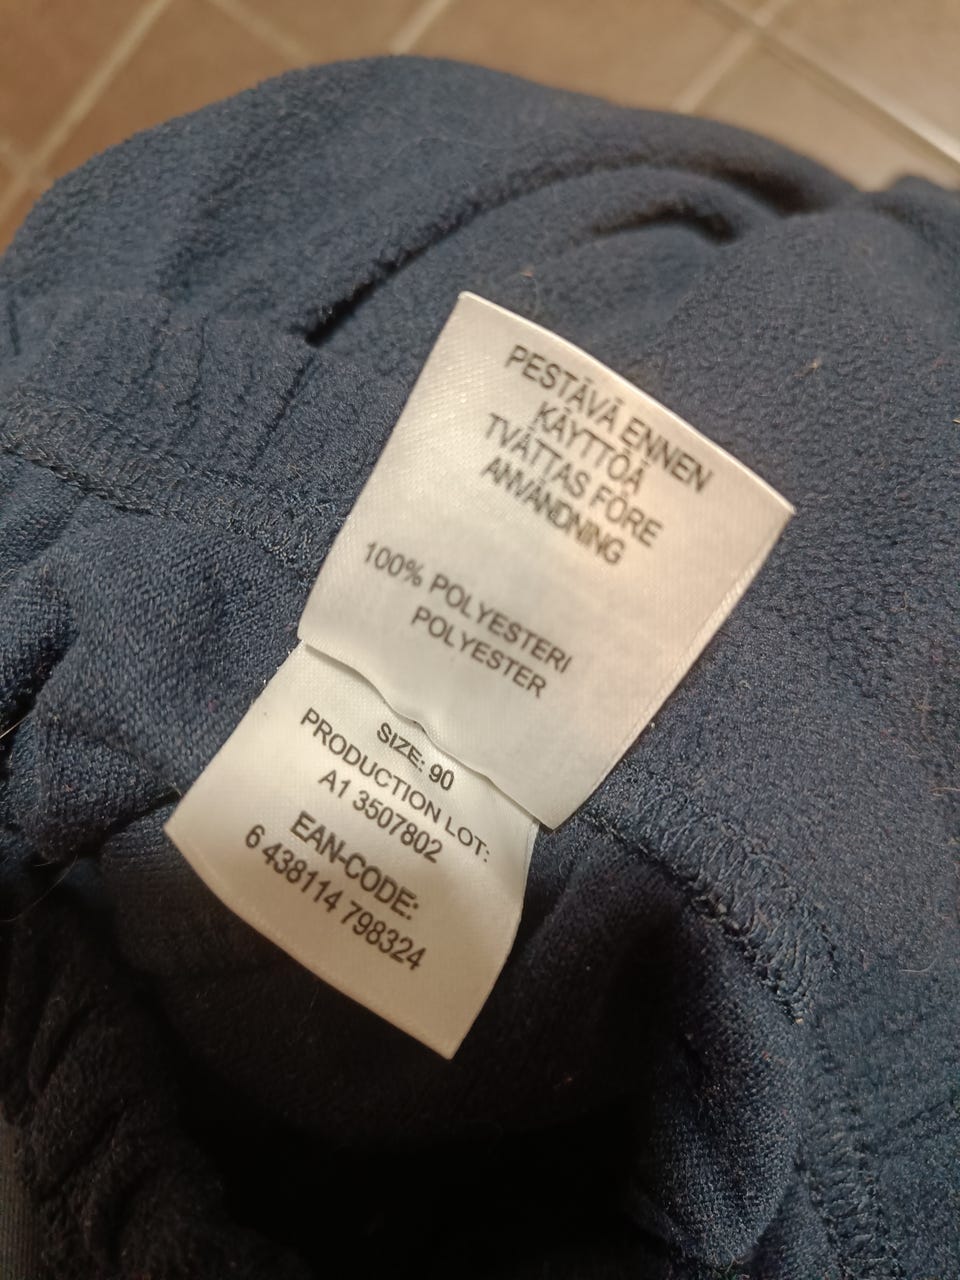 PESTÄVÄ ENNEN
KÄYTTÖÄ
TVÄTTAS FÖRE
ANVÄNDNING
100% POLYESTERI
POLYESTER
SIZE: 90
PRODUCTION LOT:
A1 3507802
EAN-CODE:
6 438114 798324